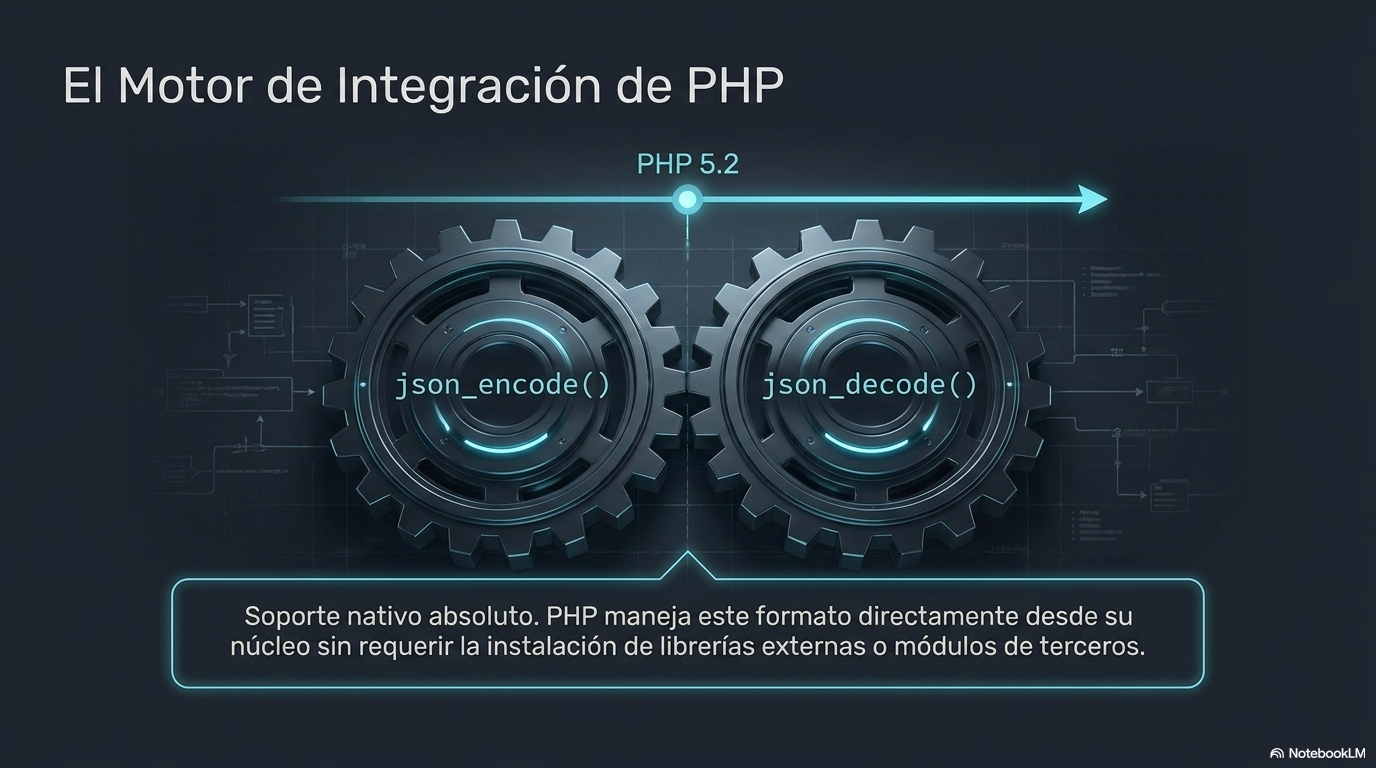 El Motor de Integración de PHP
PHP 5.2
json_encode()
json_decode()
Soporte nativo absoluto. PHP maneja este formato directamente desde su
núcleo sin requerir la instalación de librerías externas o módulos de terceros.
NotebookLM